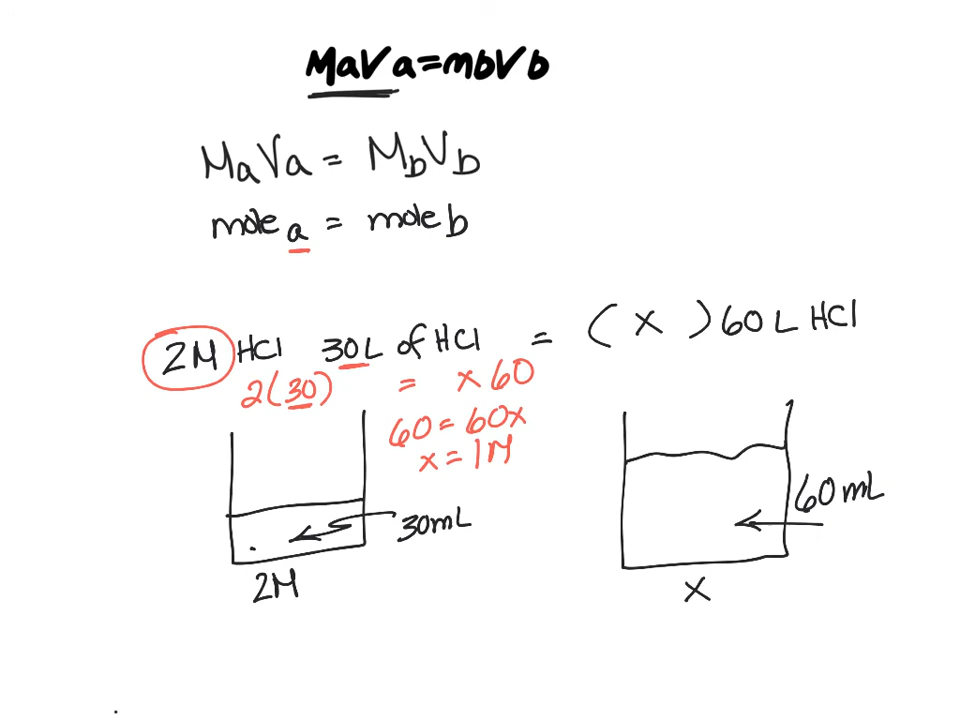 MaVa=mbVb
MaVa = MbVb
mole a = mole b
2M HCl 30L of HCl = ( x ) 60 L HCl
2(30) = x 60
60 = 60x
x = 1M
30mL
60mL
2M
x